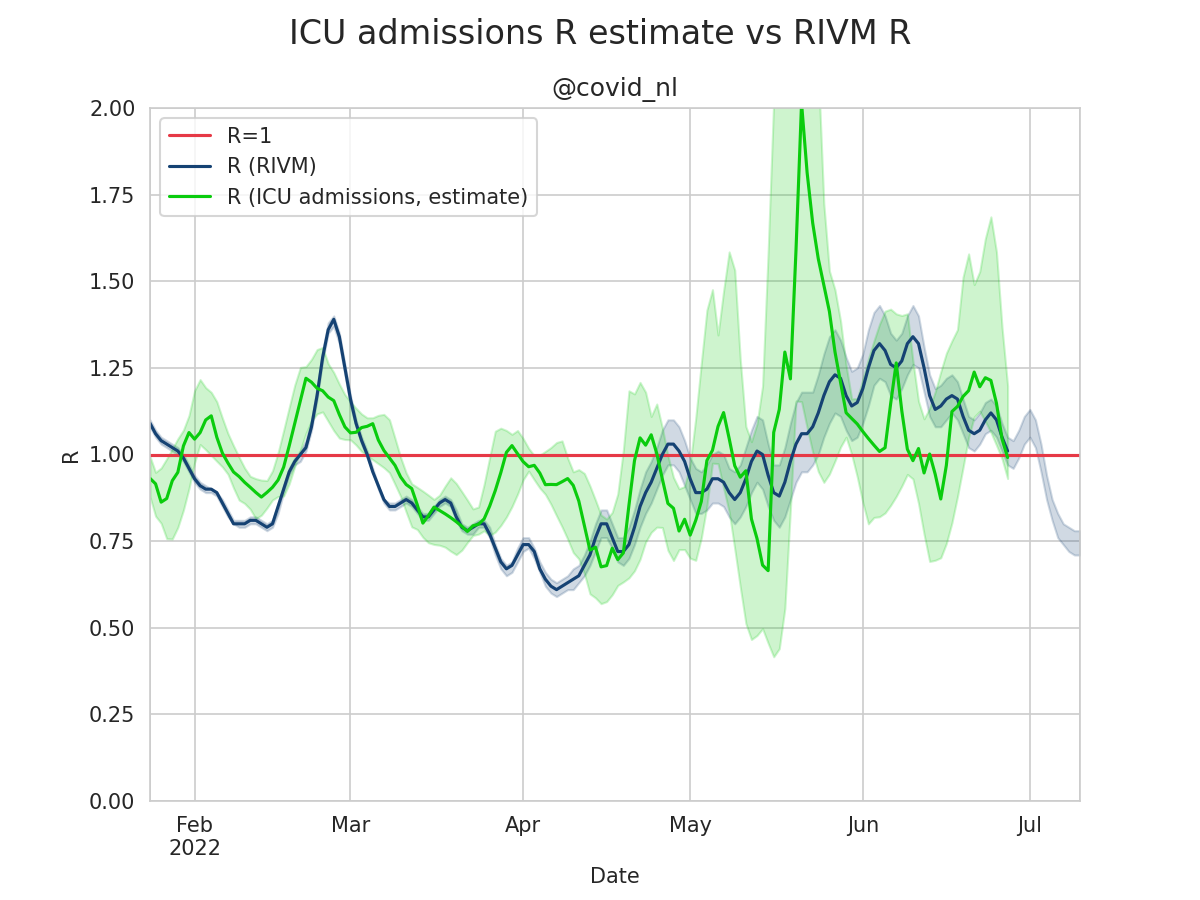 ICU admissions R estimate vs RIVM R
@covid_nl
R=1
R (RIVM)
R (ICU admissions, estimate)
2.00
1.75
1.50
1.25
1.00
0.75
0.50
0.25
0.00
R
Feb
2022
Mar
Apr
May
Jun
Jul
Date